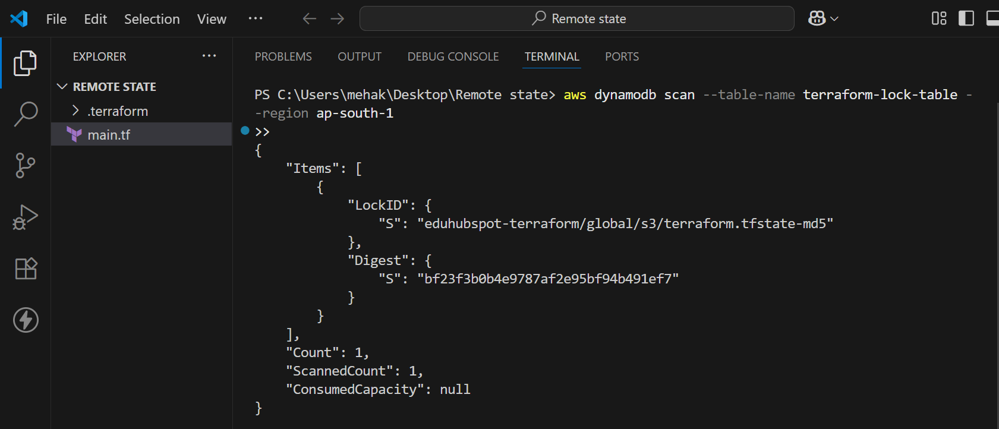 File Edit Selection View ··· Remote state
EXPLORER ···
REMOTE STATE
.terraform
main.tf
PROBLEMS OUTPUT DEBUG CONSOLE TERMINAL PORTS
PS C:\Users\mehak\Desktop\Remote state> aws dynamodb scan --table-name terraform-lock-table -
-region ap-south-1
>>
{
    "Items": [
        {
            "LockID": {
                "S": "eduhubspot-terraform/global/s3/terraform.tfstate-md5"
            },
            "Digest": {
                "S": "bf23f3b0b4e9787af2e95bf94b491ef7"
            }
        }
    ],
    "Count": 1,
    "ScannedCount": 1,
    "ConsumedCapacity": null
}